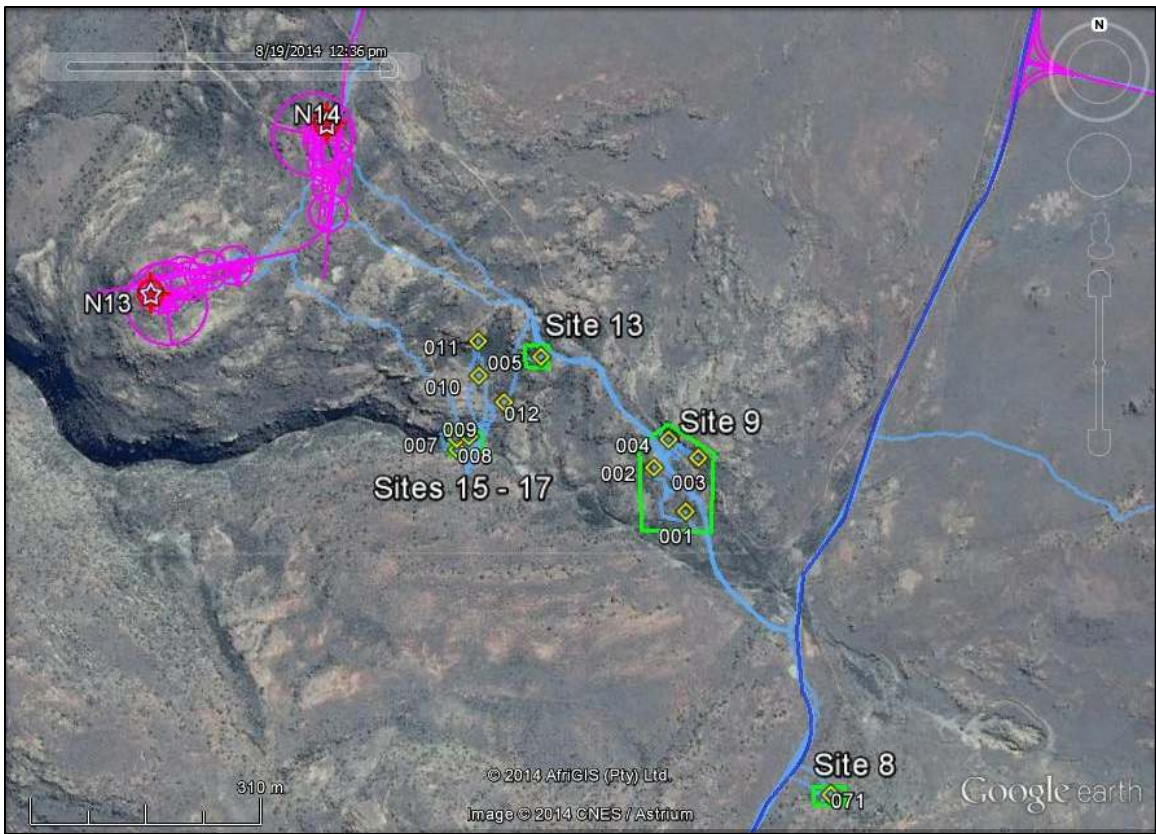 N
8/19/2014 12:36 pm
N14
N13
Site 13
011
005
010
012
Site 9
009
004
007
008
002
003
Sites 15 - 17
001
Site 8
071
310 m
© 2014 AfriGIS (Pty) Ltd.
Image © 2014 CNES / Astrium
Google earth